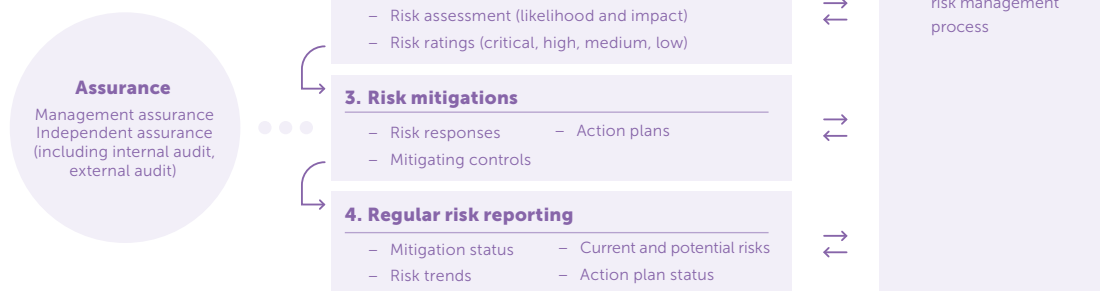 Assurance
Management assurance
Independent assurance
(including internal audit,
external audit)
– Risk assessment (likelihood and impact)
– Risk ratings (critical, high, medium, low)
3. Risk mitigations
– Risk responses
– Mitigating controls
– Action plans
4. Regular risk reporting
– Mitigation status
– Risk trends
– Current and potential risks
– Action plan status
risk management
process